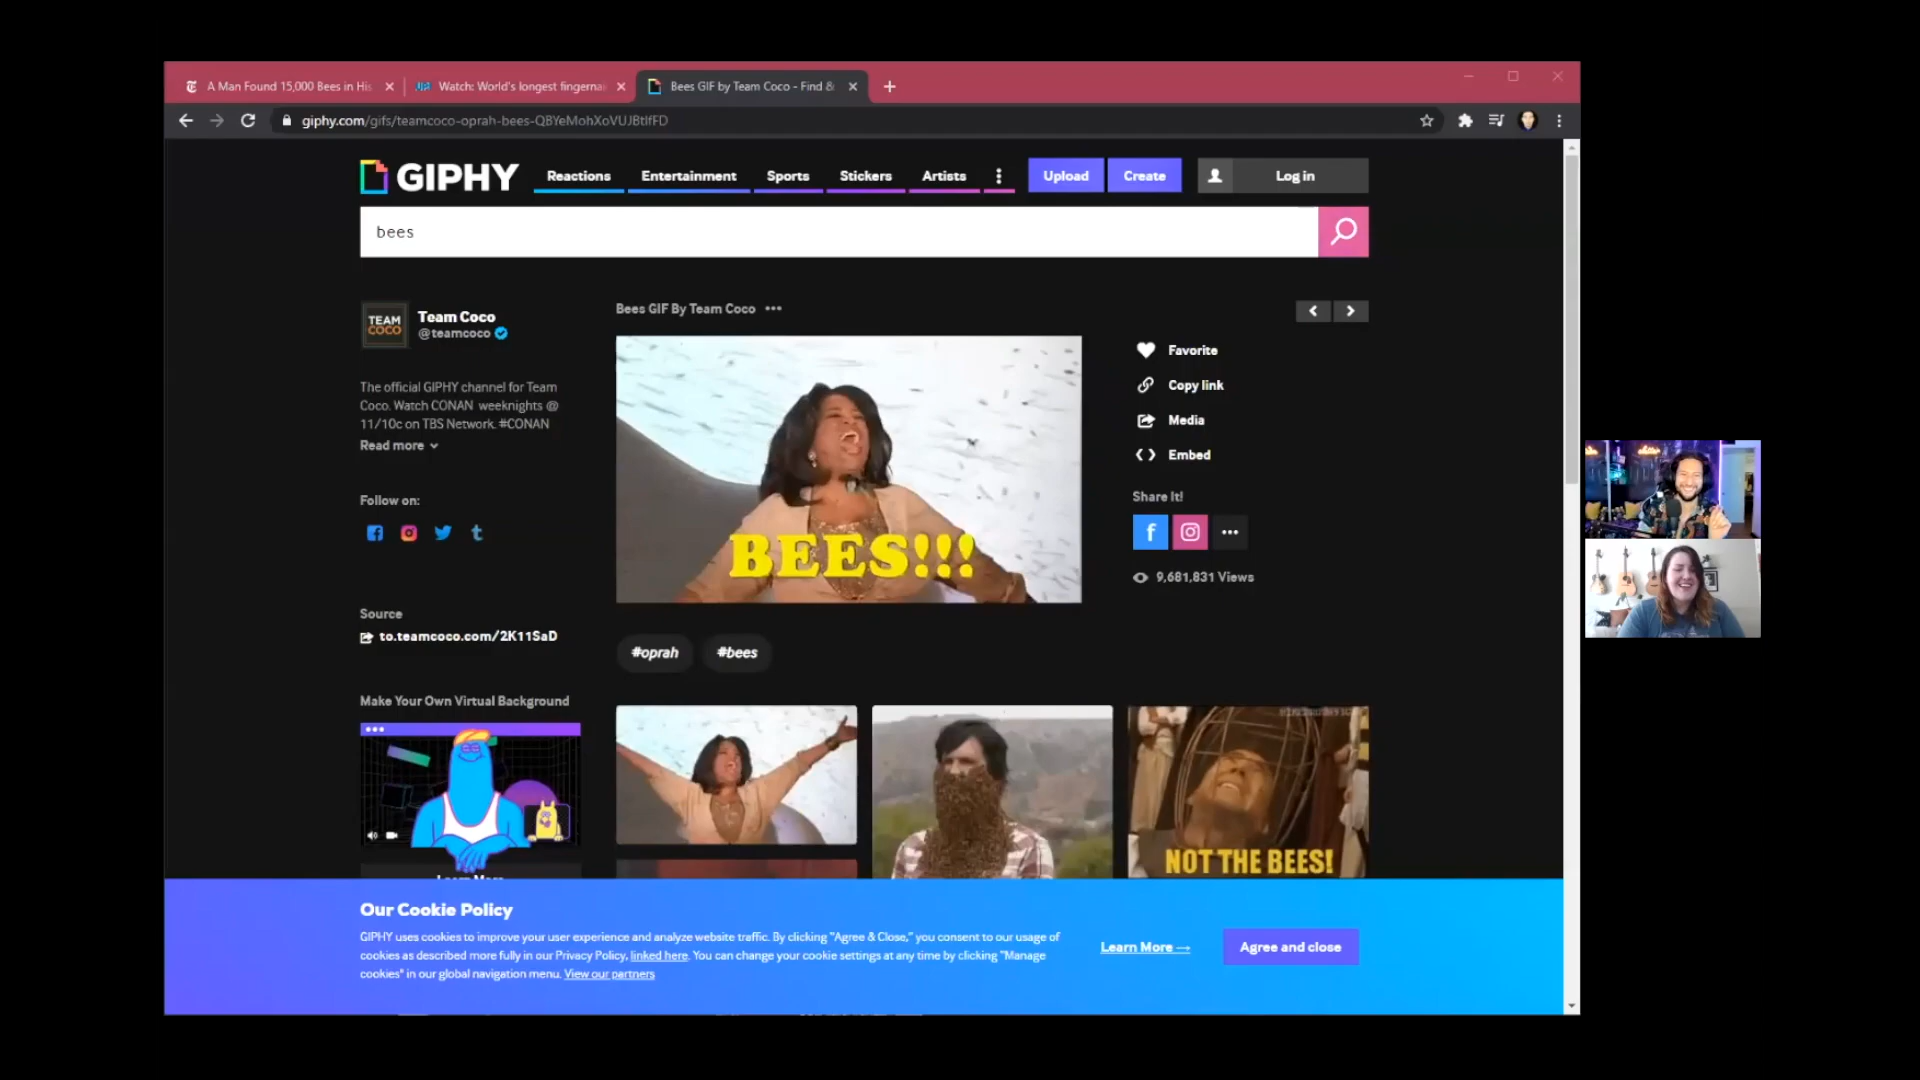 A Man Found 15,000 Bees in His
Watch: World's longest fingernai
Bees GIF by Team Coco - Find &
giphy.com/gifs/teamcoco-oprah-bees-QBYeMohXoVUJBtIfFD
GIPHY
Reactions
Entertainment
Sports
Stickers
Artists
Upload
Create
Log in
bees
TEAM
COCO
Team Coco
@teamcoco
The official GIPHY channel for Team
Coco. Watch CONAN weeknights @
11/10c on TBS Network. #CONAN
Read more
Follow on:
Source
to.teamcoco.com/2K11SaD
Make Your Own Virtual Background
Bees GIF By Team Coco
BEES!!!
Favorite
Copy link
Media
Embed
Share It!
9,681,831 Views
#oprah
#bees
NOT THE BEES!
Our Cookie Policy
GIPHY uses cookies to improve your user experience and analyze website traffic. By clicking "Agree & Close," you consent to our usage of
cookies as described more fully in our Privacy Policy, linked here. You can change your cookie settings at any time by clicking "Manage
cookies" in our global navigation menu. View our partners
Learn More →
Agree and close